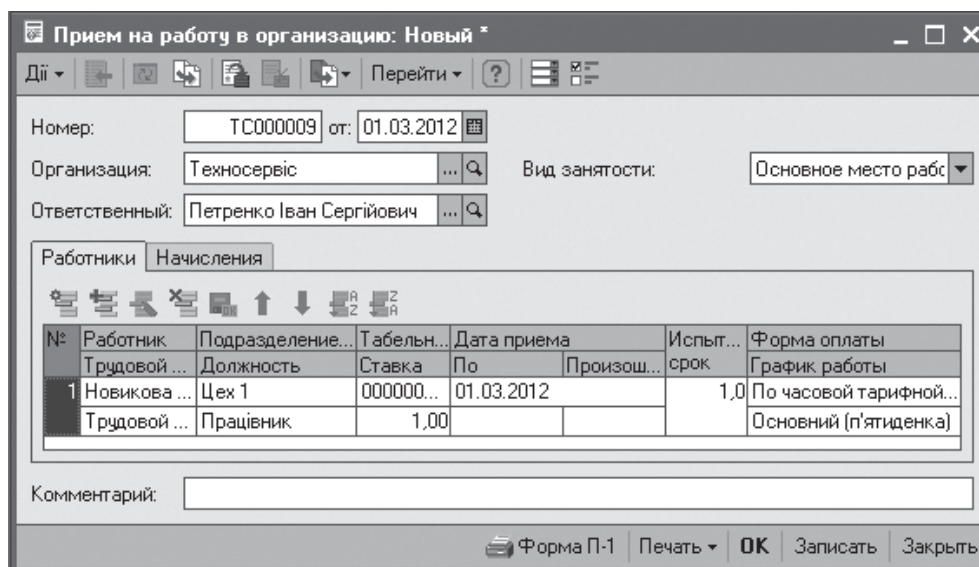 Прием на работу в организацию: Новый *
Дії Перейти ?
Номер: ТС000009 от: 01.03.2012
Организация: Техносервіс ... Вид занятости: Основное место рабо
Ответственный: Петренко Іван Сергійович ...
Работники Начисления
№ Работник Подразделение... Табельн... Дата приема Испыт... Форма оплаты
Трудовой ... Должность Ставка По Произош... срок График работы
1 Новикова ... Цех 1 000000... 01.03.2012 1,0 По часовой тарифной...
Трудовой ... Працівник 1,00 Основний (п'ятиденка)
Комментарий:
Форма П-1 Печать OK Записать Закрыть